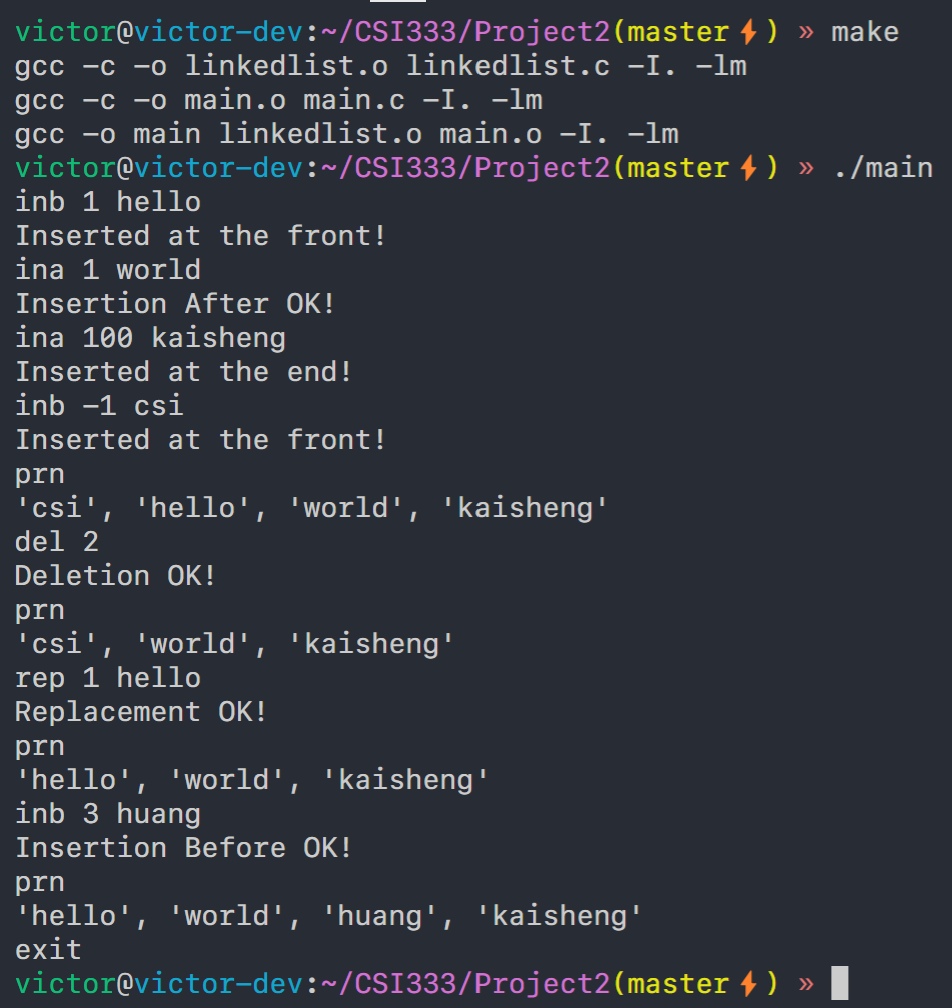 victor@victor-dev:~/CSI333/Project2(master⚡) » make
gcc -c -o linkedlist.o linkedlist.c -I. -lm
gcc -c -o main.o main.c -I. -lm
gcc -o main linkedlist.o main.o -I. -lm
victor@victor-dev:~/CSI333/Project2(master⚡) » ./main
inb 1 hello
Inserted at the front!
ina 1 world
Insertion After OK!
ina 100 kaisheng
Inserted at the end!
inb -1 csi
Inserted at the front!
prn
'csi', 'hello', 'world', 'kaisheng'
del 2
Deletion OK!
prn
'csi', 'world', 'kaisheng'
rep 1 hello
Replacement OK!
prn
'hello', 'world', 'kaisheng'
inb 3 huang
Insertion Before OK!
prn
'hello', 'world', 'huang', 'kaisheng'
exit
victor@victor-dev:~/CSI333/Project2(master⚡) »